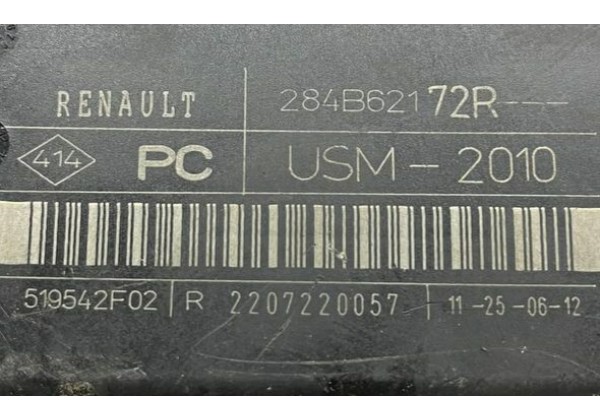 RENAULT 284B62172R---
414 PC USM - 2010
519542F02 R 2207220057 11-25-06-12